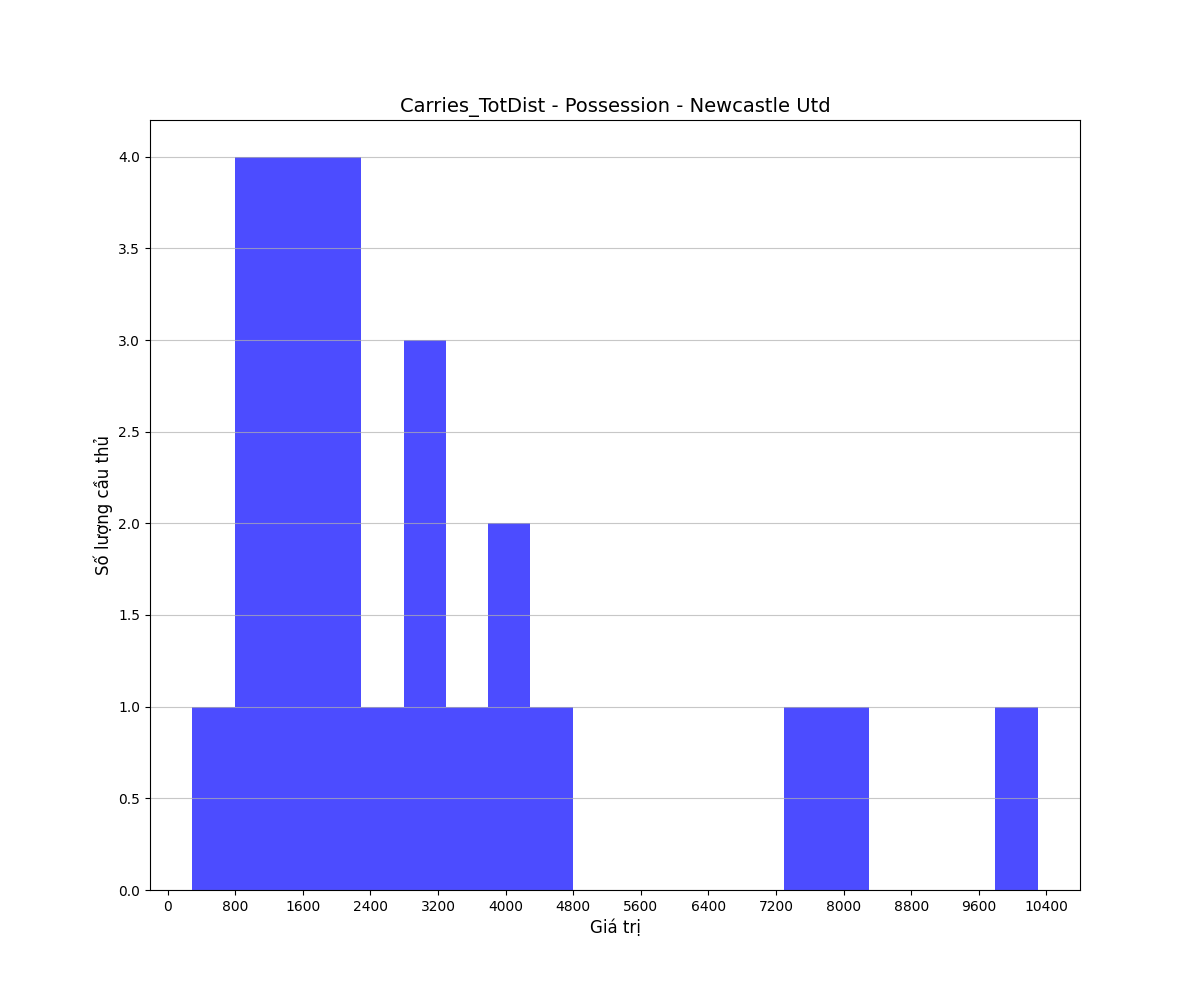 Carries_TotDist - Possession - Newcastle Utd
4.0
3.5
3.0
2.5
2.0
1.5
1.0
0.5
0.0
Số lượng cầu thủ
0 800 1600 2400 3200 4000 4800 5600 6400 7200 8000 8800 9600 10400
Giá trị